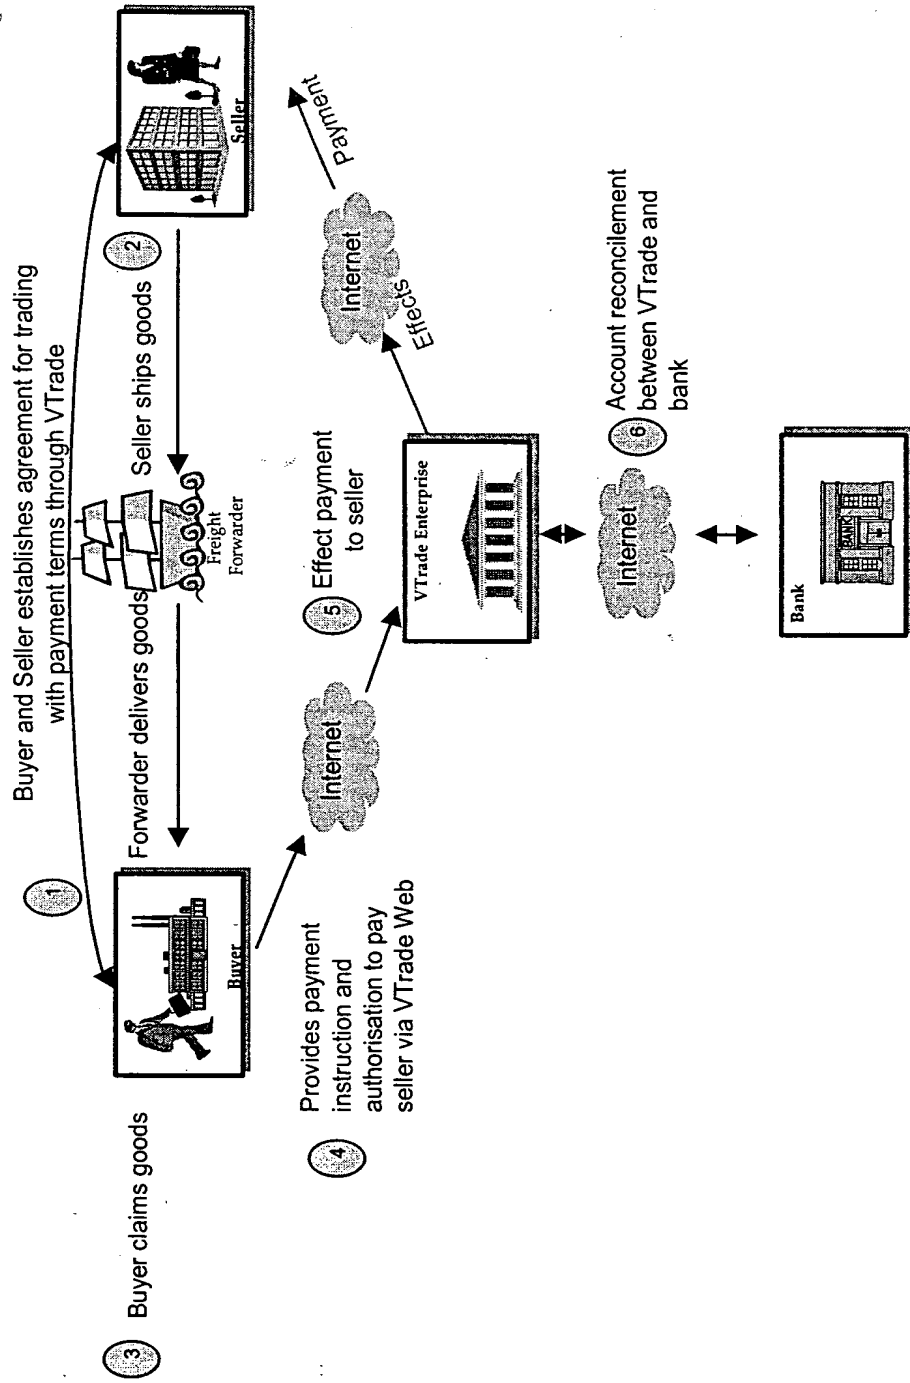 Buyer and Seller establishes agreement for trading
with payment terms through VTrade
1
Forwarder delivers goods
Seller ships goods
2
Freight
Forwarder
3
Buyer claims goods
Buyer
Seller
4
Provides payment
instruction and
authorisation to pay
seller via VTrade Web
Internet
5
Effect payment
to seller
Internet
Effects
Payment
VTrade Enterprise
Internet
6
Account reconcilement
between VTrade and
bank
Bank
BANK